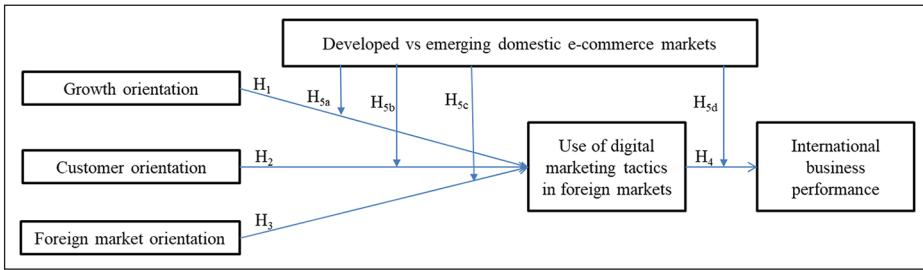 Developed vs emerging domestic e-commerce markets
Growth orientation
H1
H5a
H5b
H5c
H5d
Customer orientation
H2
Use of digital
marketing tactics
in foreign markets
H4
International
business
performance
Foreign market orientation
H3